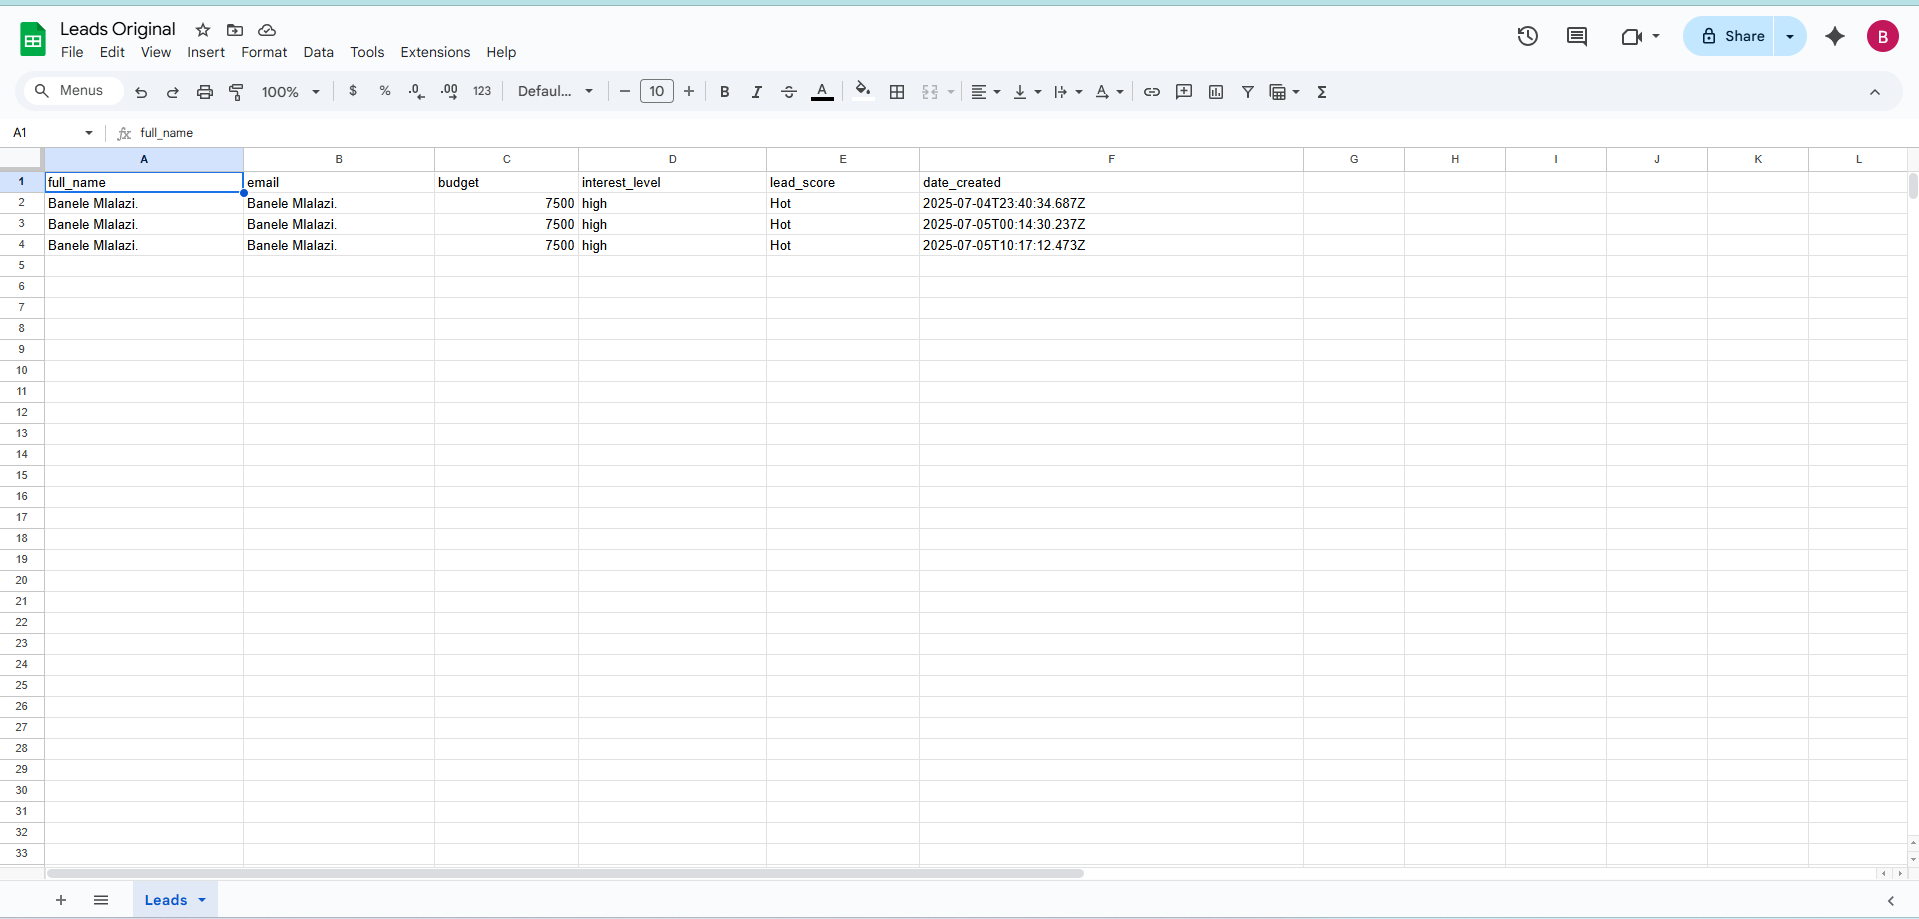 Leads Original
File Edit View Insert Format Data Tools Extensions Help
Share
B
Menus 100% $ % .0 .00 123 Defaul... 10 B I A A Σ
A1 fx full_name
A B C D E F G H I J K L
1 full_name email budget interest_level lead_score date_created
2 Banele Mlalazi. Banele Mlalazi. 7500 high Hot 2025-07-04T23:40:34.687Z
3 Banele Mlalazi. Banele Mlalazi. 7500 high Hot 2025-07-05T00:14:30.237Z
4 Banele Mlalazi. Banele Mlalazi. 7500 high Hot 2025-07-05T10:17:12.473Z
5
6
7
8
9
10
11
12
13
14
15
16
17
18
19
20
21
22
23
24
25
26
27
28
29
30
31
32
33
Leads